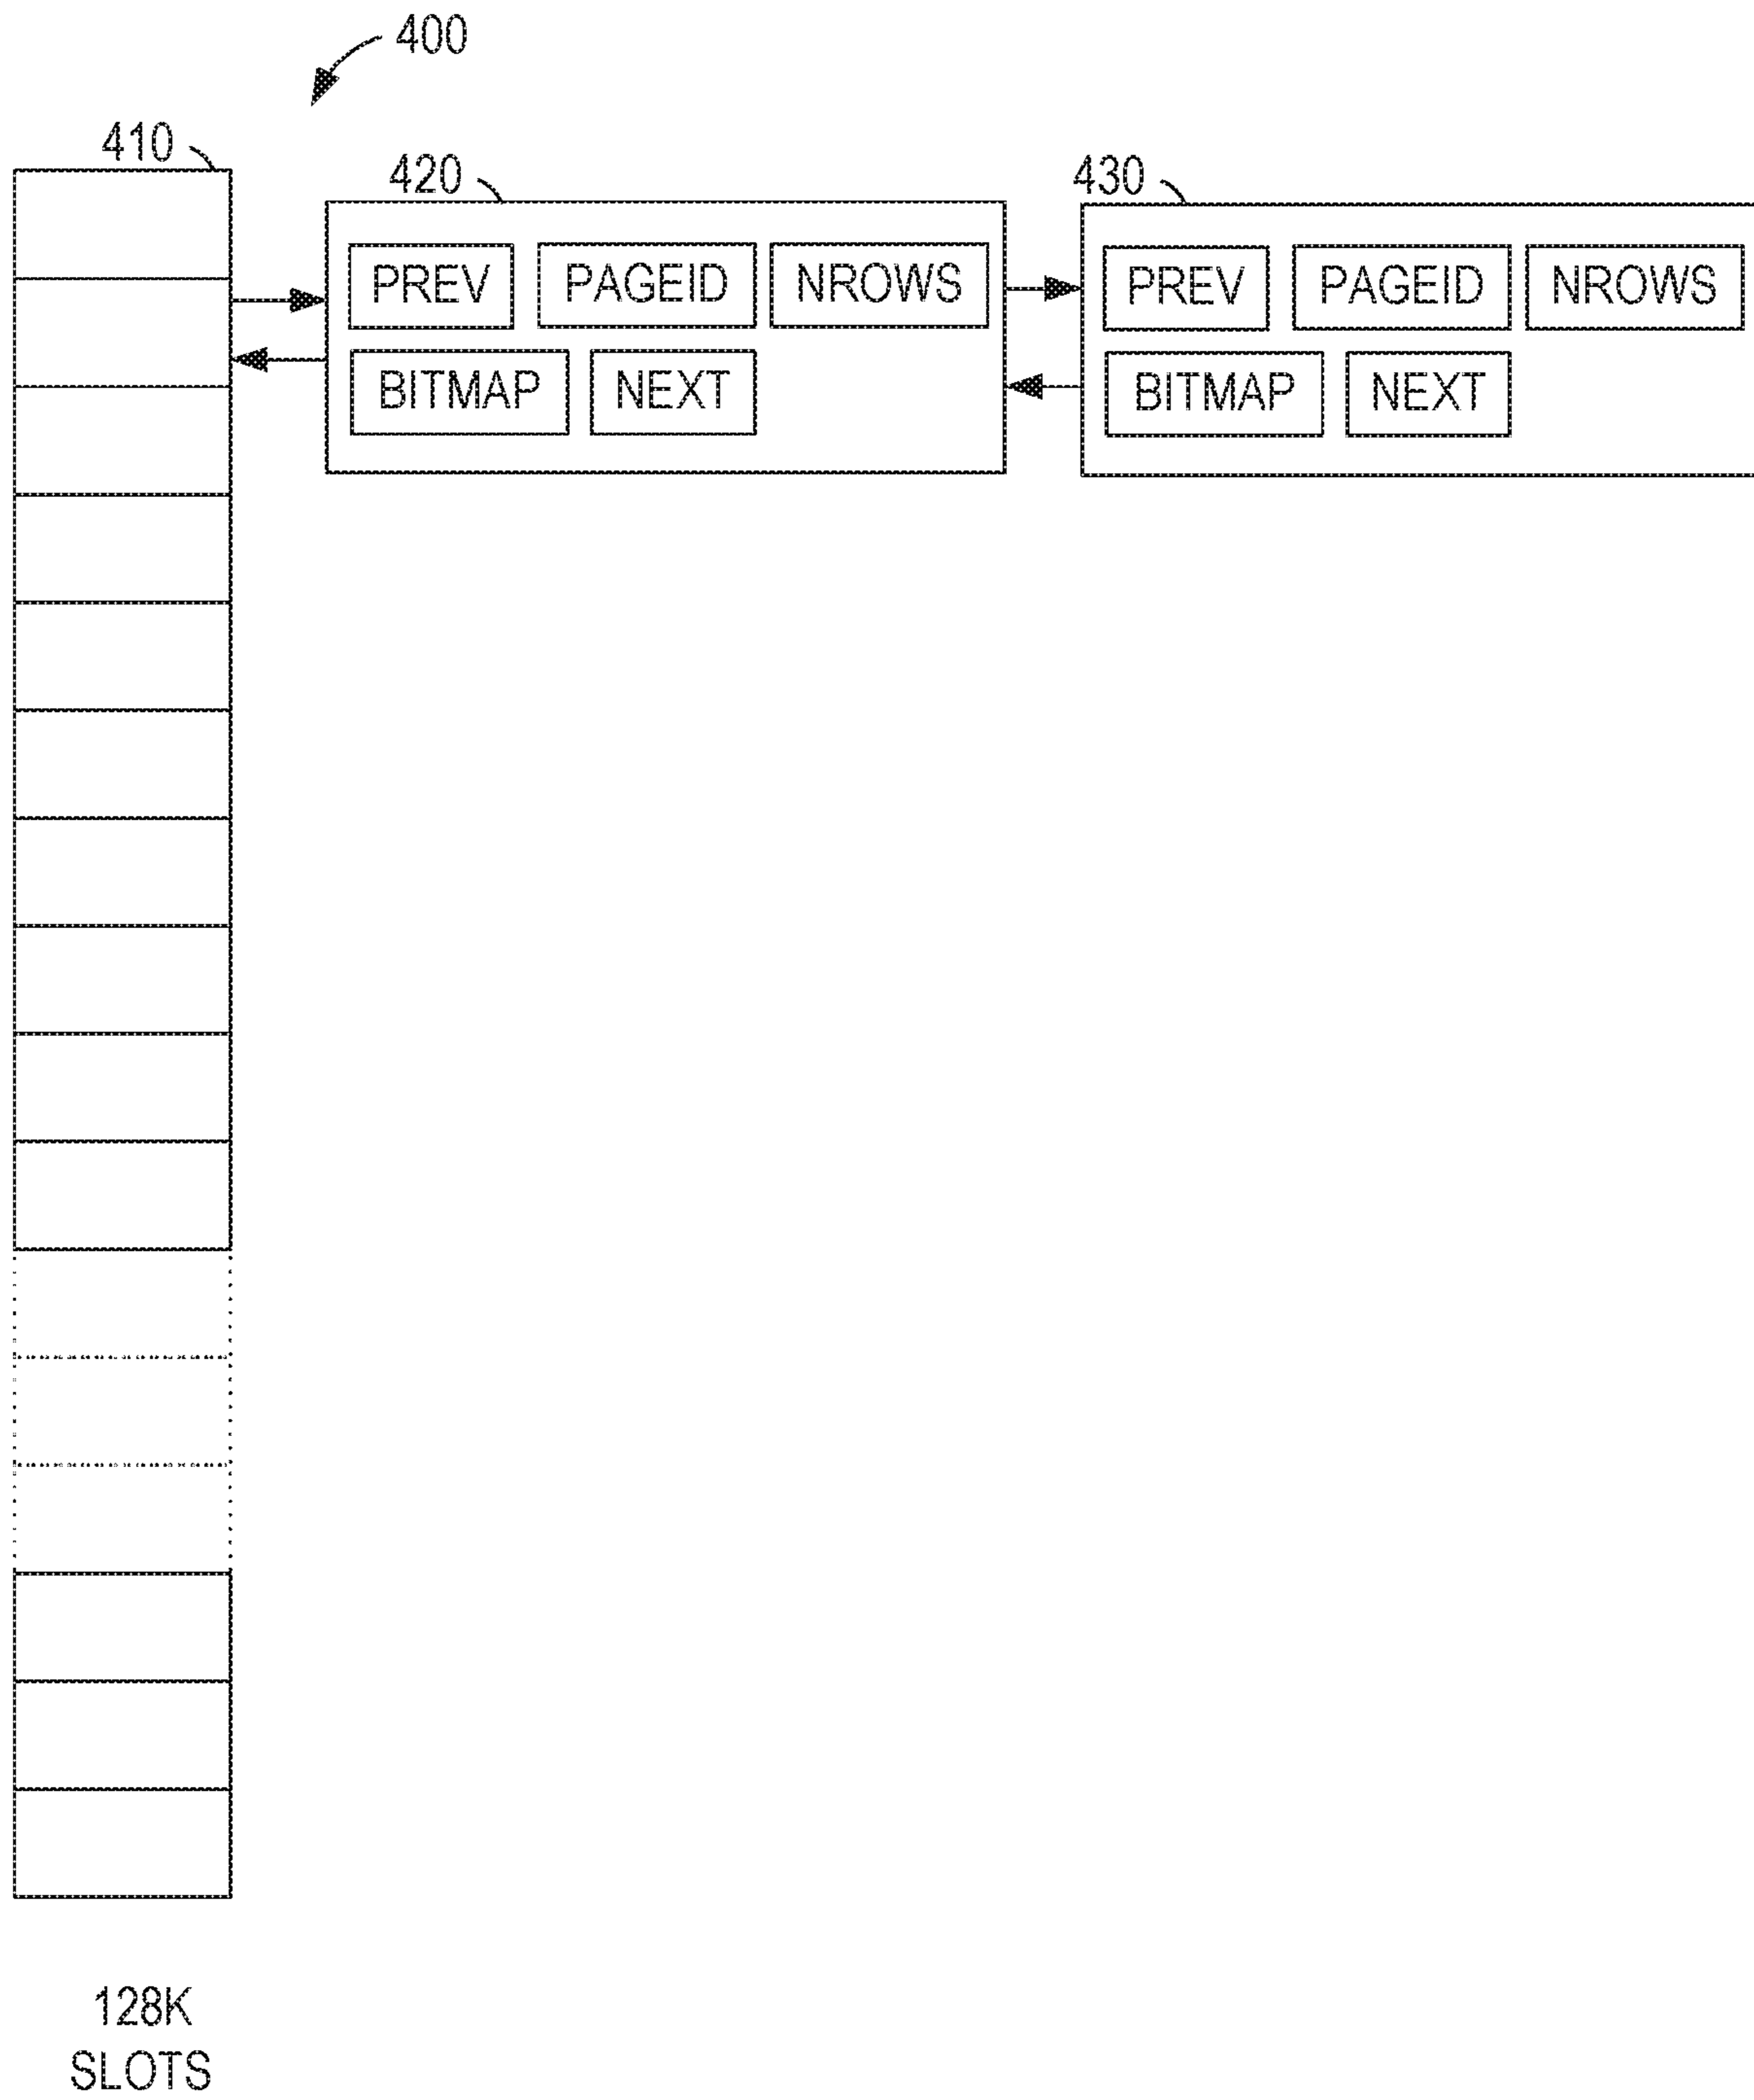 400
410
420
430
PREV PAGEID NROWS
BITMAP NEXT
PREV PAGEID NROWS
BITMAP NEXT
128K
SLOTS